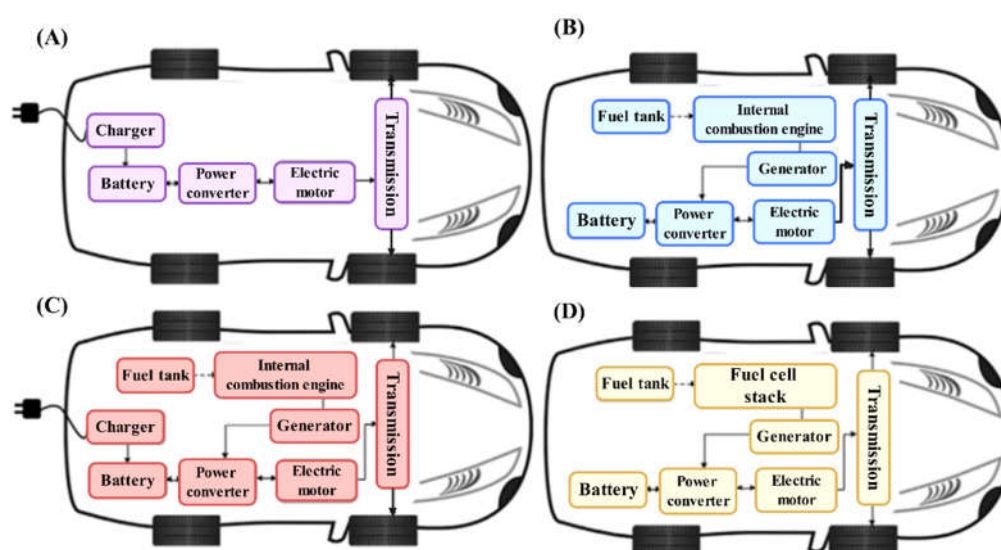 (A)
Charger
Battery
Power
converter
Electric
motor
Transmission
(B)
Fuel tank
Internal
combustion engine
Generator
Battery
Power
converter
Electric
motor
Transmission
(C)
Fuel tank
Internal
combustion engine
Charger
Generator
Battery
Power
converter
Electric
motor
Transmission
(D)
Fuel tank
Fuel cell
stack
Generator
Battery
Power
converter
Electric
motor
Transmission